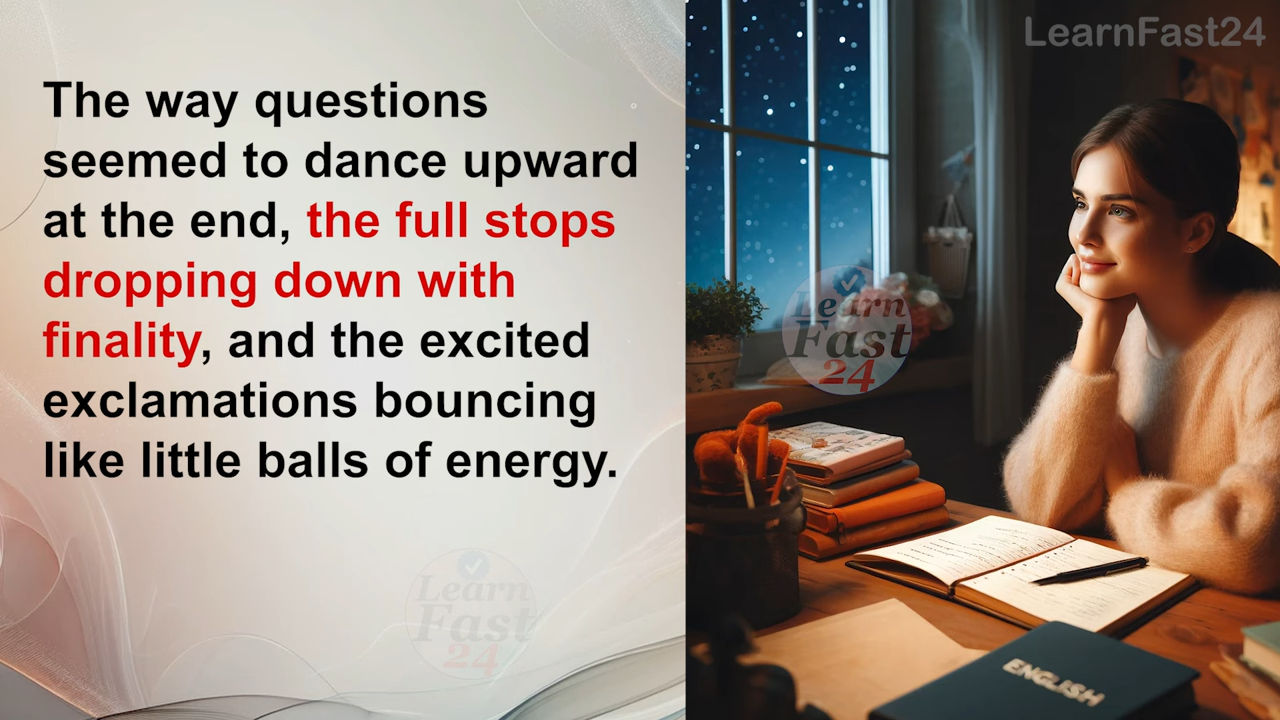 LearnFast24
The way questions
seemed to dance upward
at the end, the full stops
dropping down with
finality, and the excited
exclamations bouncing
like little balls of energy.
Learn
Fast
24
Learn
Fast
24
ENGLISH